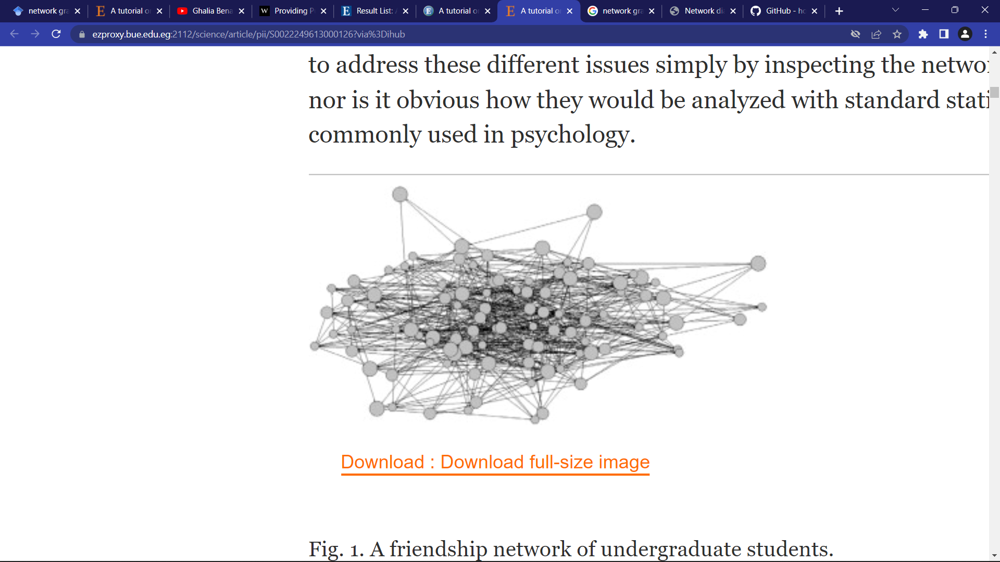 network gra
A tutorial o
Ghalia Bena
Providing P
Result List:
A tutorial o
A tutorial o
network gra
Network di
GitHub - ho
ezproxy.bue.edu.eg:2112/science/article/pii/S0022249613000126?via%3Dihub
to address these different issues simply by inspecting the networ
nor is it obvious how they would be analyzed with standard stati
commonly used in psychology.
Download : Download full-size image
Fig. 1. A friendship network of undergraduate students.